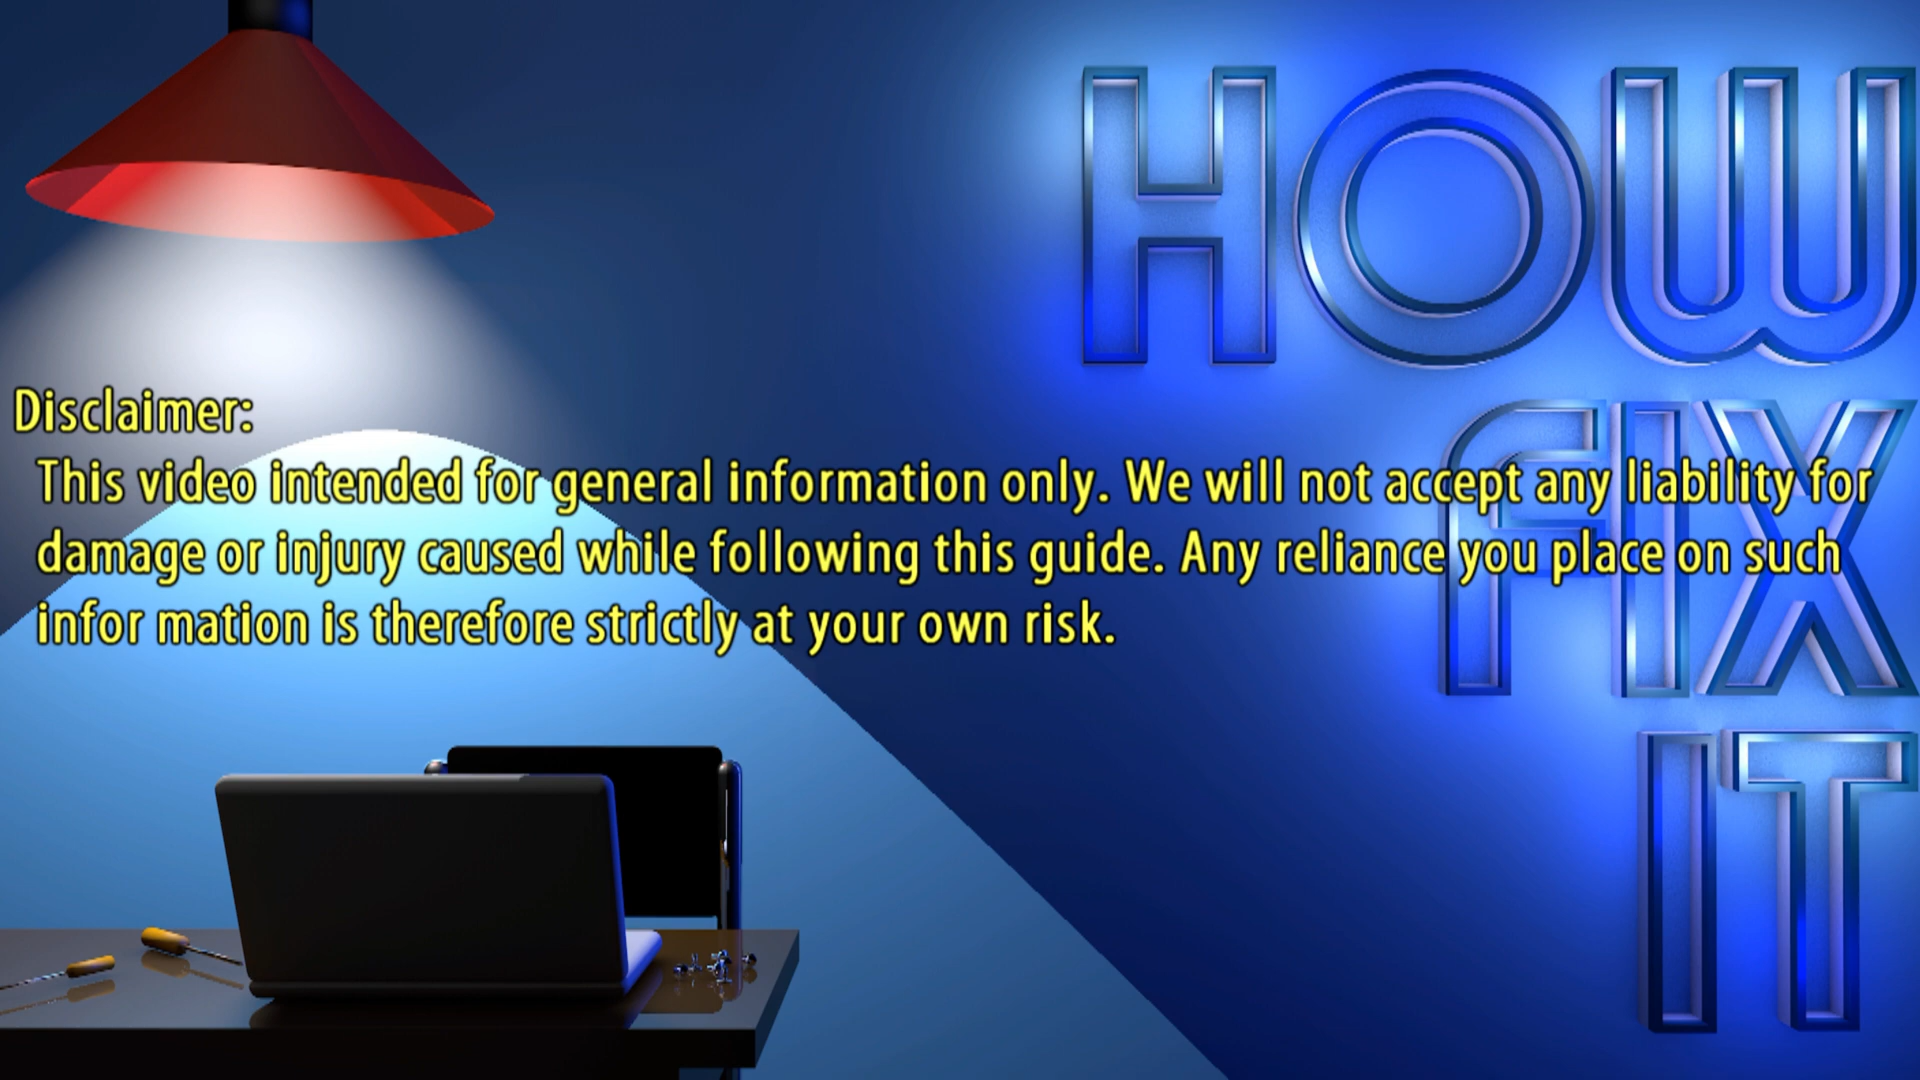 HOW
FIX
IT
Disclaimer:
This video intended for general information only. We will not accept any liability for
damage or injury caused while following this guide. Any reliance you place on such
infor mation is therefore strictly at your own risk.